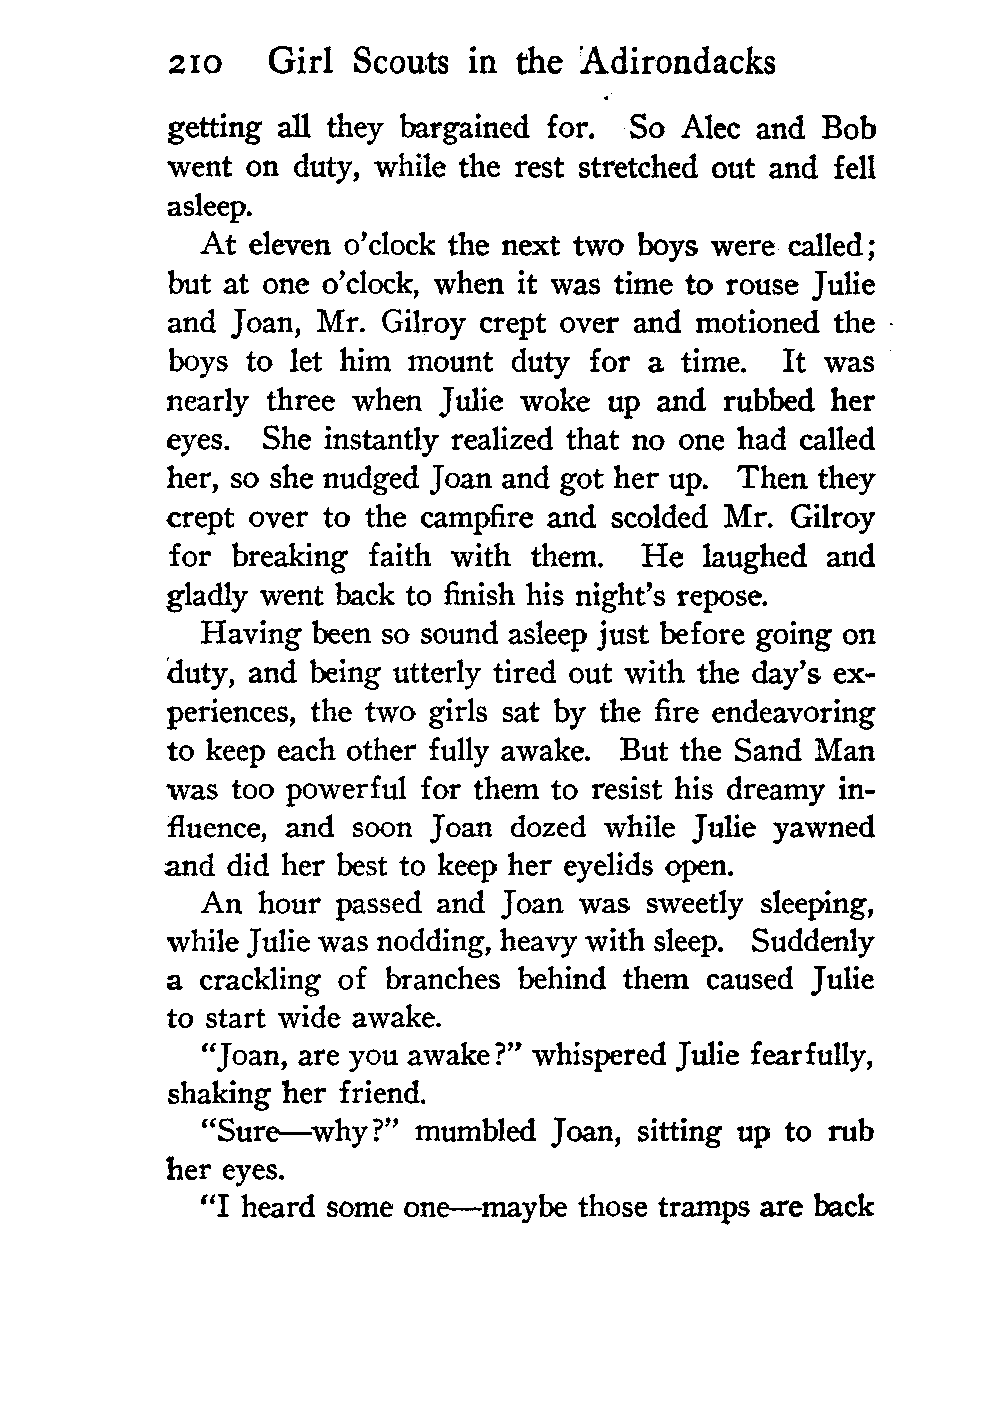 210 Girl Scouts in the Adirondacks
getting all they bargained for. So Alec and Bob
went on duty, while the rest stretched out and fell
asleep.
At eleven o'clock the next two boys were called;
but at one o'clock, when it was time to rouse Julie
and Joan, Mr. Gilroy crept over and motioned the
boys to let him mount duty for a time. It was
nearly three when Julie woke up and rubbed her
eyes. She instantly realized that no one had called
her, so she nudged Joan and got her up. Then they
crept over to the campfire and scolded Mr. Gilroy
for breaking faith with them. He laughed and
gladly went back to finish his night's repose.
Having been so sound asleep just before going on
duty, and being utterly tired out with the day's ex-
periences, the two girls sat by the fire endeavoring
to keep each other fully awake. But the Sand Man
was too powerful for them to resist his dreamy in-
fluence, and soon Joan dozed while Julie yawned
and did her best to keep her eyelids open.
An hour passed and Joan was sweetly sleeping,
while Julie was nodding, heavy with sleep. Suddenly
a crackling of branches behind them caused Julie
to start wide awake.
"Joan, are you awake?" whispered Julie fearfully,
shaking her friend.
"Sure—why?" mumbled Joan, sitting up to rub
her eyes.
"I heard some one—maybe those tramps are back